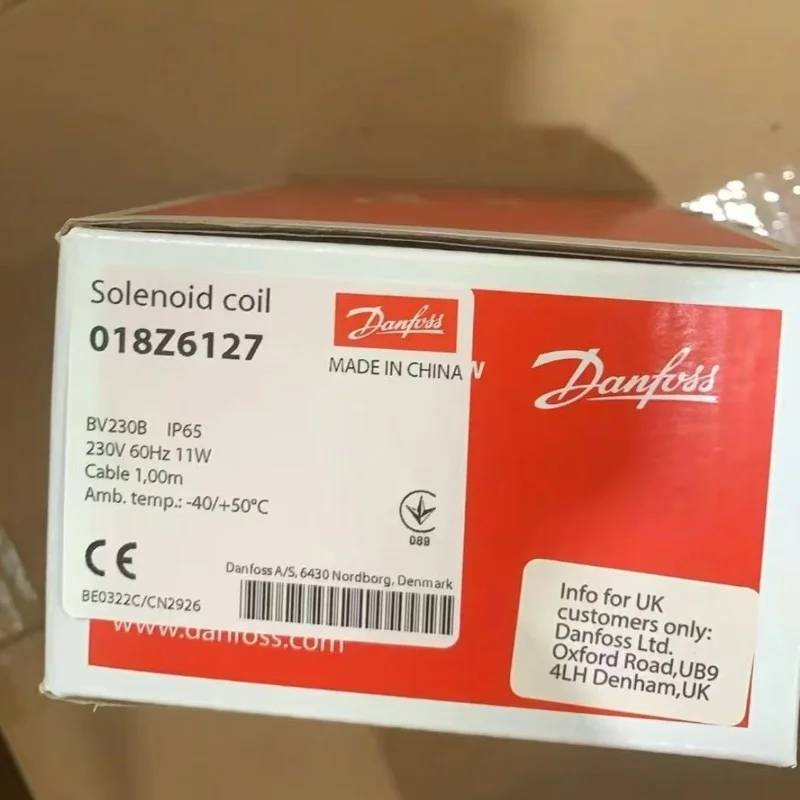 Solenoid coil
018Z6127
Danfoss
MADE IN CHINA
BV230B IP65
230V 60Hz 11W
Cable 1,00m
Amb. temp.: -40/+50°C
089
CE
Danfoss A/S, 6430 Nordborg, Denmark
BE0322C/CN2926
www.danfoss.com
Danfoss
Info for UK
customers only:
Danfoss Ltd.
Oxford Road,UB9
4LH Denham,UK